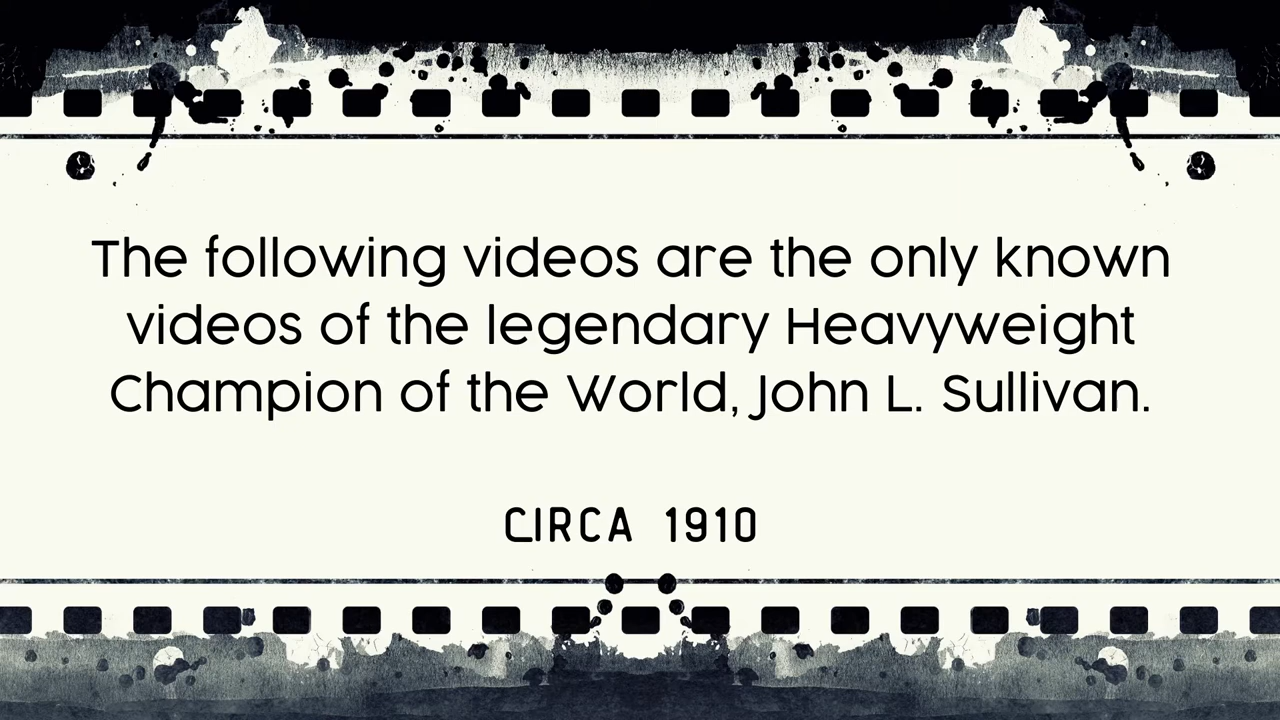 The following videos are the only known
videos of the legendary Heavyweight
Champion of the World, John L. Sullivan.
CIRCA 1910